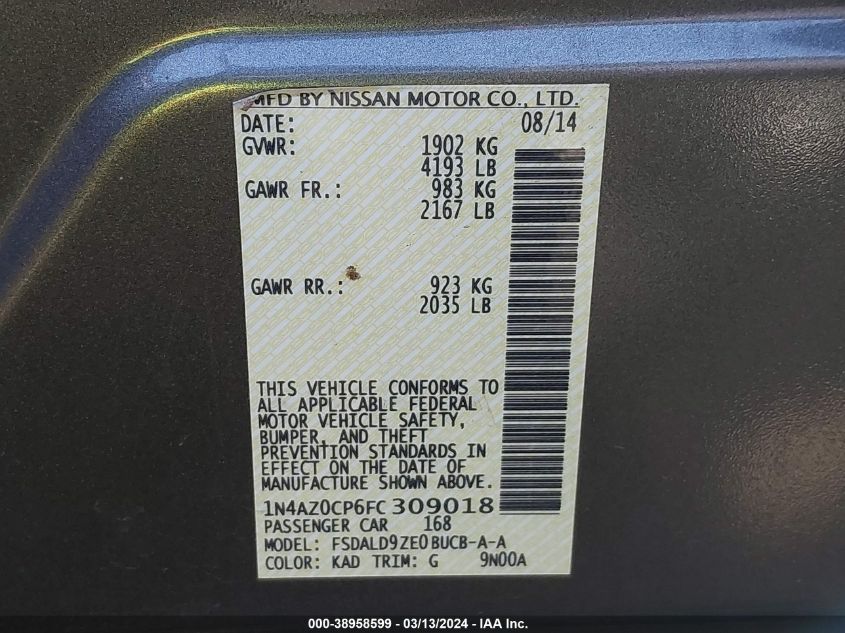 MFD BY NISSAN MOTOR CO., LTD.
DATE: 08/14
GVWR: 1902 KG
4193 LB
GAWR FR.: 983 KG
2167 LB
GAWR RR.: 923 KG
2035 LB
THIS VEHICLE CONFORMS TO
ALL APPLICABLE FEDERAL
MOTOR VEHICLE SAFETY,
BUMPER, AND THEFT
PREVENTION STANDARDS IN
EFFECT ON THE DATE OF
MANUFACTURE SHOWN ABOVE.
1N4AZ0CP6FC 309018
PASSENGER CAR 168
MODEL: FSDALD9ZE0 BUCB-A-A
COLOR: KAD TRIM: G 9N00A
000-38958599 - 03/13/2024 - IAA Inc.